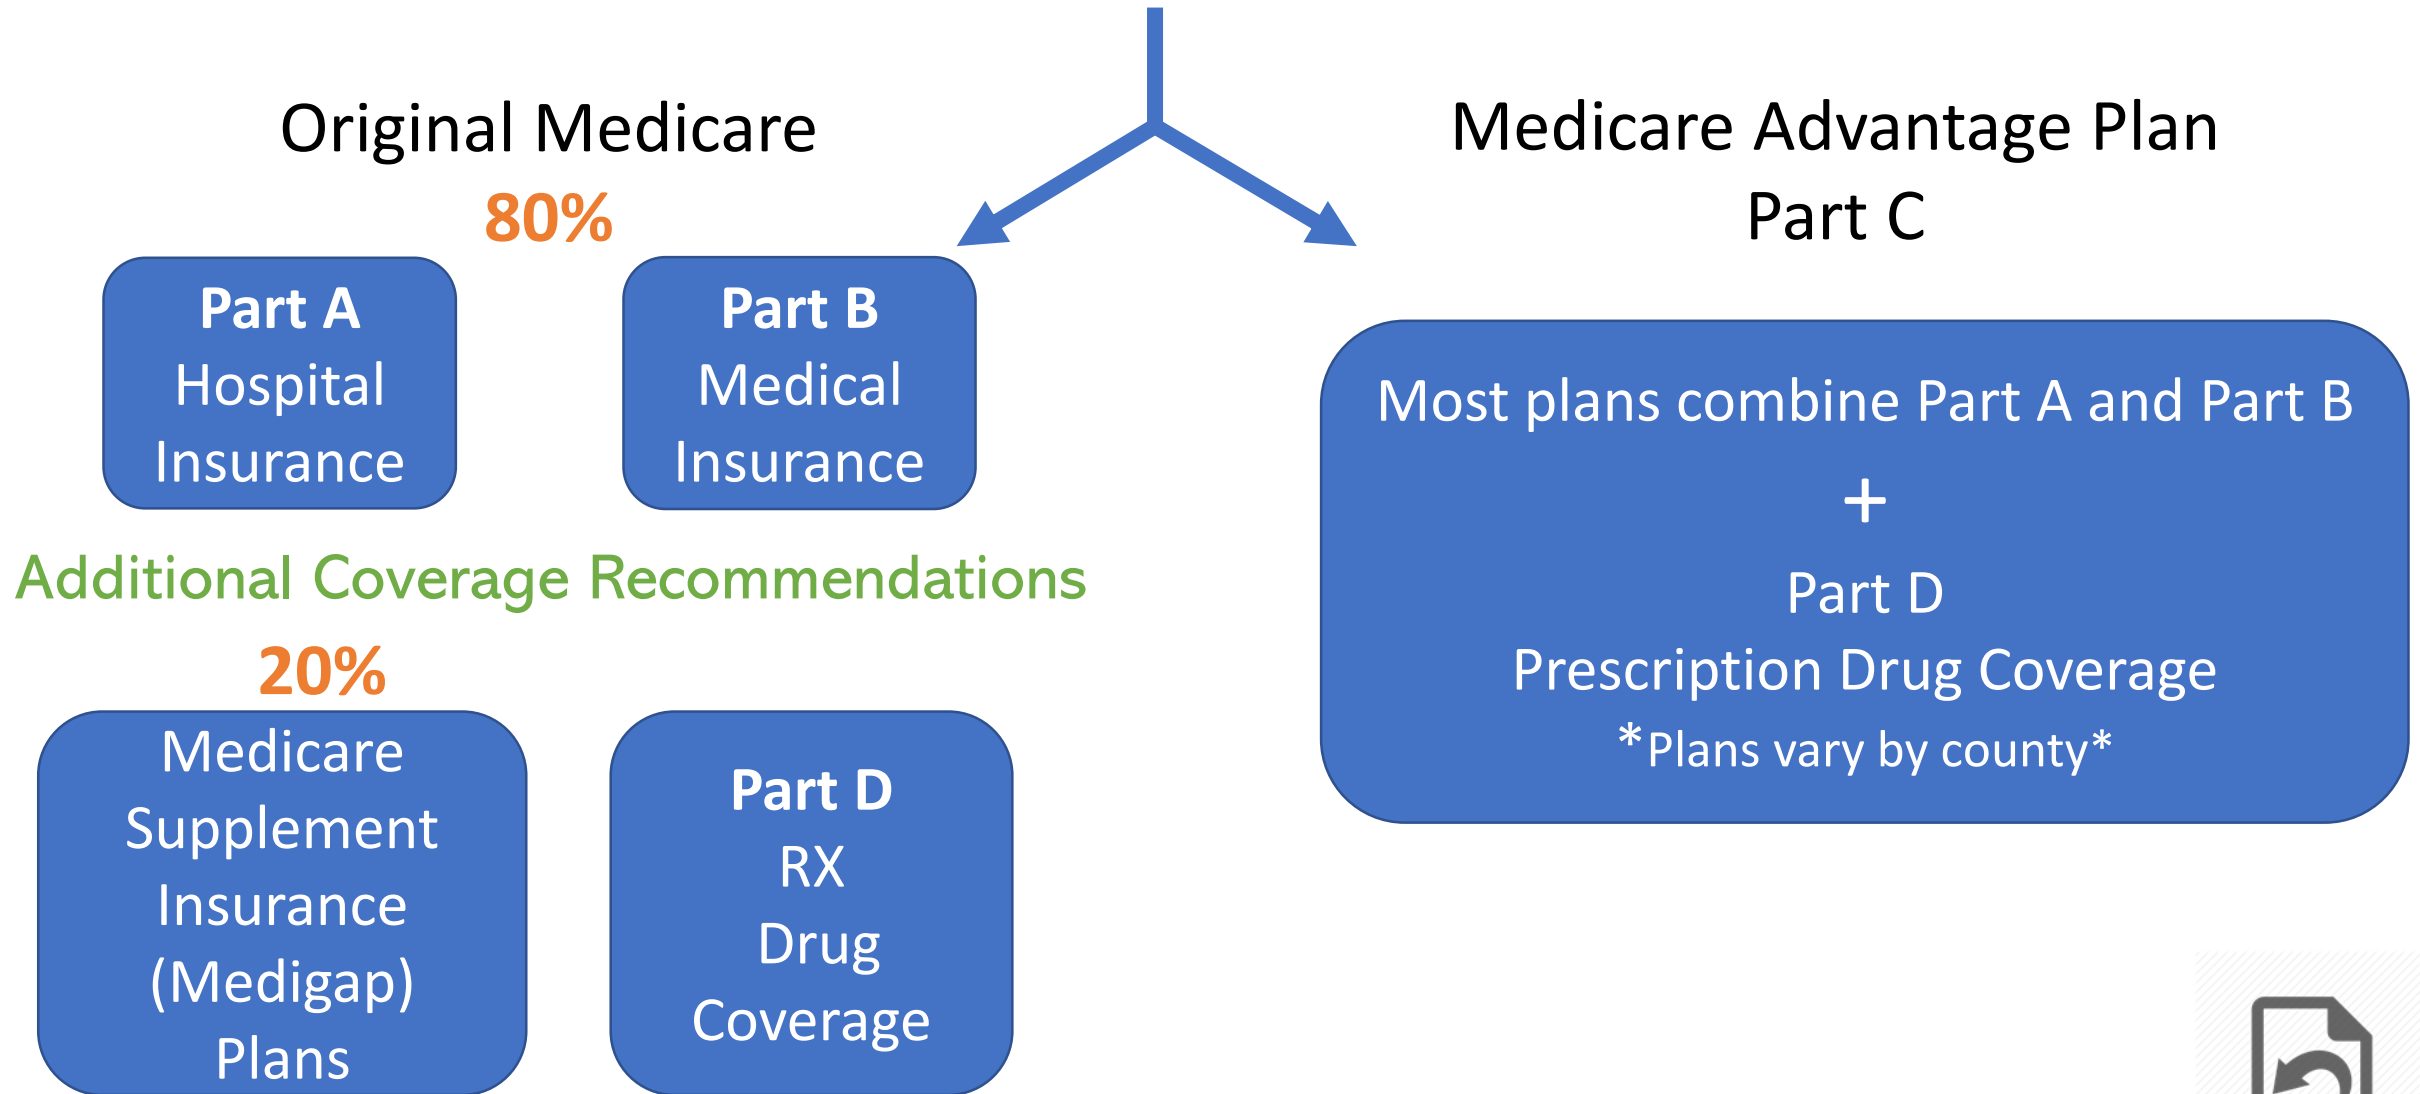 Original Medicare
80%
Part A
Hospital
Insurance
Part B
Medical
Insurance
Additional Coverage Recommendations
20%
Medicare
Supplement
Insurance
(Medigap)
Plans
Part D
RX
Drug
Coverage
Medicare Advantage Plan
Part C
Most plans combine Part A and Part B
+
Part D
Prescription Drug Coverage
*Plans vary by county*